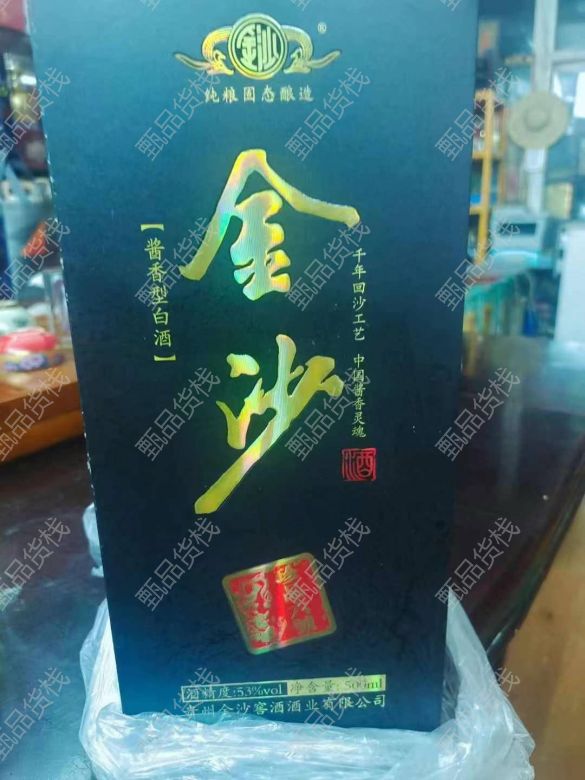 金沙
®
纯粮固态酿造
金沙
【酱香型白酒】
千年回沙工艺 中国酱香灵魂
酒
酒精度:53%vol 净含量:500ml
贵州金沙窖酒酒业有限公司
甄品货栈